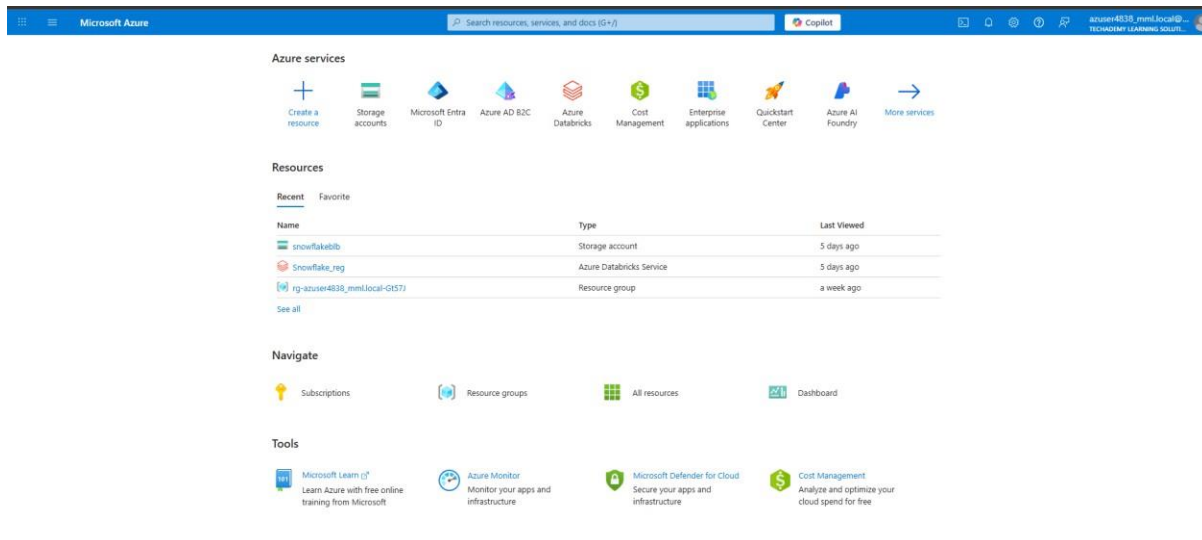 Microsoft Azure
Search resources, services, and docs (G+/)
Copilot
azuser4838_mml.local@...
TECHADEMY LEARNING SOLUTI...
Azure services
Create a resource
Storage accounts
Microsoft Entra ID
Azure AD B2C
Azure Databricks
Cost Management
Enterprise applications
Quickstart Center
Azure AI Foundry
More services
Resources
Recent Favorite
Name Type Last Viewed
snowflakeblb Storage account 5 days ago
Snowflake_reg Azure Databricks Service 5 days ago
rg-azuser4838_mml.local-Gt57J Resource group a week ago
See all
Navigate
Subscriptions Resource groups All resources Dashboard
Tools
101
Microsoft Learn
Learn Azure with free online
training from Microsoft
Azure Monitor
Monitor your apps and
infrastructure
Microsoft Defender for Cloud
Secure your apps and
infrastructure
Cost Management
Analyze and optimize your
cloud spend for free